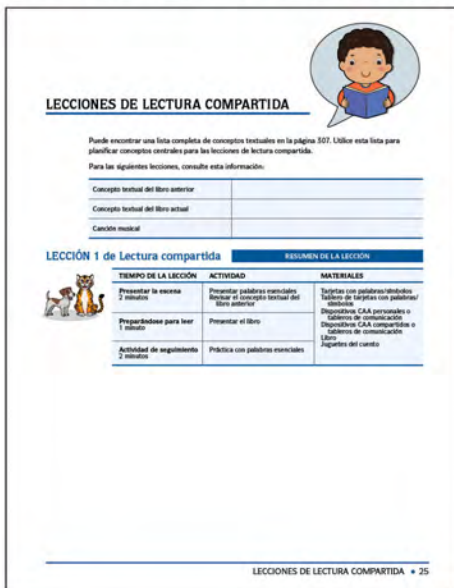 LECCIONES DE LECTURA COMPARTIDA
Puede encontrar una lista completa de conceptos textuales en la página 307. Utilice esta lista para
planificar conceptos centrales para las lecciones de lectura compartida.
Para las siguientes lecciones, consulte esta información:
Concepto textual del libro anterior
Concepto textual del libro actual
Canción musical
LECCIÓN 1 de Lectura compartida
RESUMEN DE LA LECCIÓN
TIEMPO DE LA LECCIÓN ACTIVIDAD MATERIALES
Presentar la escena
2 minutos
Presentar palabras esenciales
Revisar el concepto textual del
libro anterior
Preparándose para leer
1 minuto
Presentar el libro
Actividad de seguimiento
2 minutos
Práctica con palabras esenciales
Tarjetas con palabras/símbolos
Tablero de tarjetas con palabras/
símbolos
Dispositivos CAA personales o
tableros de comunicación
Dispositivos CAA compartidos o
tableros de comunicación
Libro
Juguetes del cuento
LECCIONES DE LECTURA COMPARTIDA • 25